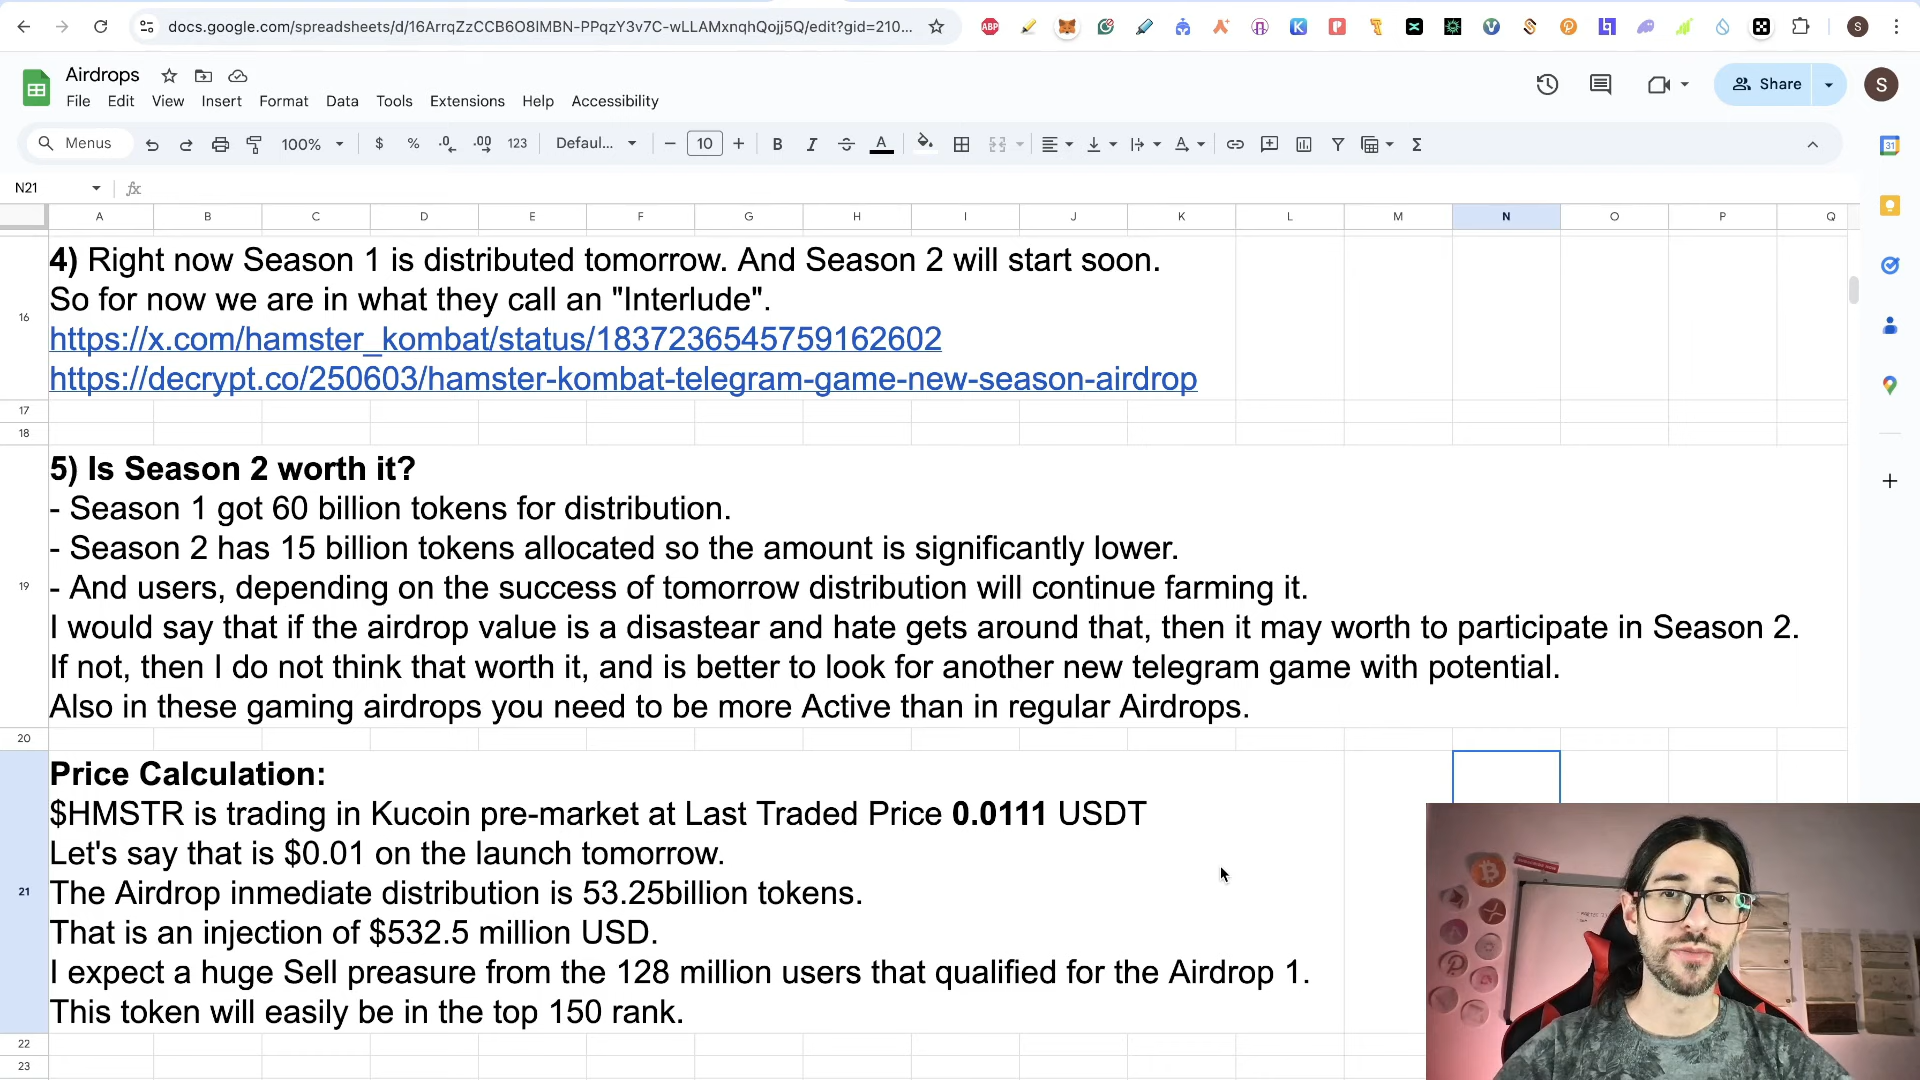 docs.google.com/spreadsheets/d/16ArrqZzCCB6O8IMBN-PPqzY3v7C-wLLAMxnqhQojj5Q/edit?gid=210...
Airdrops
File Edit View Insert Format Data Tools Extensions Help Accessibility
Share
S
Menus 100% $ % .0 .00 123 Defaul... 10 B I A
N21 fx
A B C D E F G H I J K L M N O P Q
16
4) Right now Season 1 is distributed tomorrow. And Season 2 will start soon.
So for now we are in what they call an "Interlude".
https://x.com/hamster_kombat/status/1837236545759162602
https://decrypt.co/250603/hamster-kombat-telegram-game-new-season-airdrop
17
18
19
5) Is Season 2 worth it?
- Season 1 got 60 billion tokens for distribution.
- Season 2 has 15 billion tokens allocated so the amount is significantly lower.
- And users, depending on the success of tomorrow distribution will continue farming it.
I would say that if the airdrop value is a disastear and hate gets around that, then it may worth to participate in Season 2.
If not, then I do not think that worth it, and is better to look for another new telegram game with potential.
Also in these gaming airdrops you need to be more Active than in regular Airdrops.
20
21
Price Calculation:
$HMSTR is trading in Kucoin pre-market at Last Traded Price 0.0111 USDT
Let's say that is $0.01 on the launch tomorrow.
The Airdrop inmediate distribution is 53.25billion tokens.
That is an injection of $532.5 million USD.
I expect a huge Sell preasure from the 128 million users that qualified for the Airdrop 1.
This token will easily be in the top 150 rank.
22
23